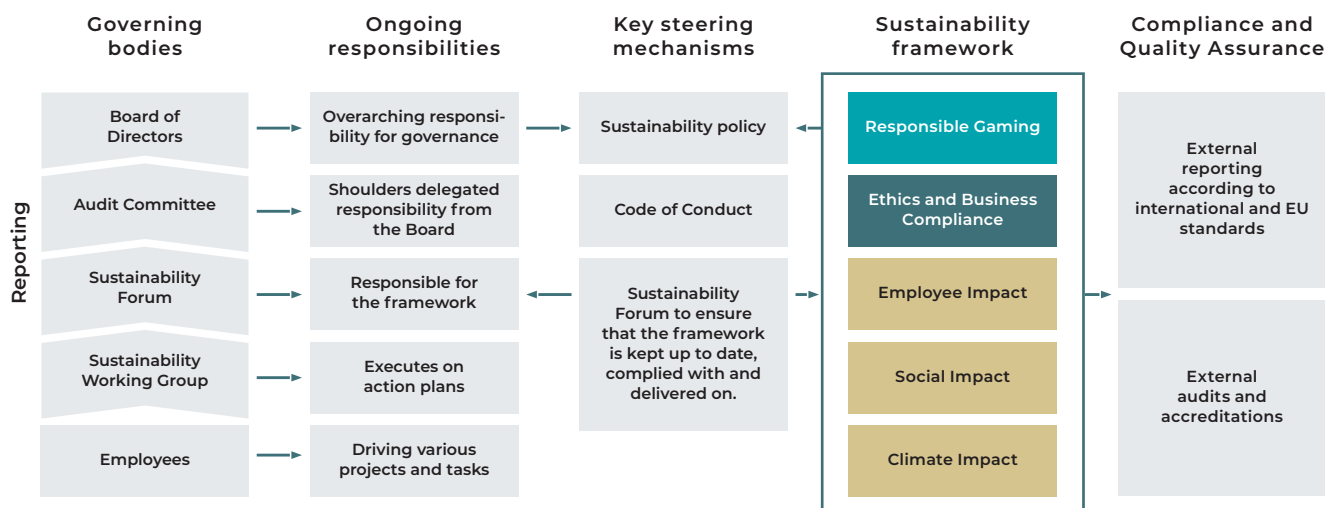 Governing
bodies
Ongoing
responsibilities
Key steering
mechanisms
Sustainability
framework
Compliance and
Quality Assurance
Reporting
Board of
Directors
Audit Committee
Sustainability
Forum
Sustainability
Working Group
Employees
Overarching responsi-
bility for governance
Shoulders delegated
responsibility from
the Board
Responsible for
the framework
Executes on
action plans
Driving various
projects and tasks
Sustainability policy
Code of Conduct
Sustainability
Forum to ensure
that the framework
is kept up to date,
complied with and
delivered on.
Responsible Gaming
Ethics and Business
Compliance
Employee Impact
Social Impact
Climate Impact
External
reporting
according to
international and EU
standards
External
audits and
accreditations